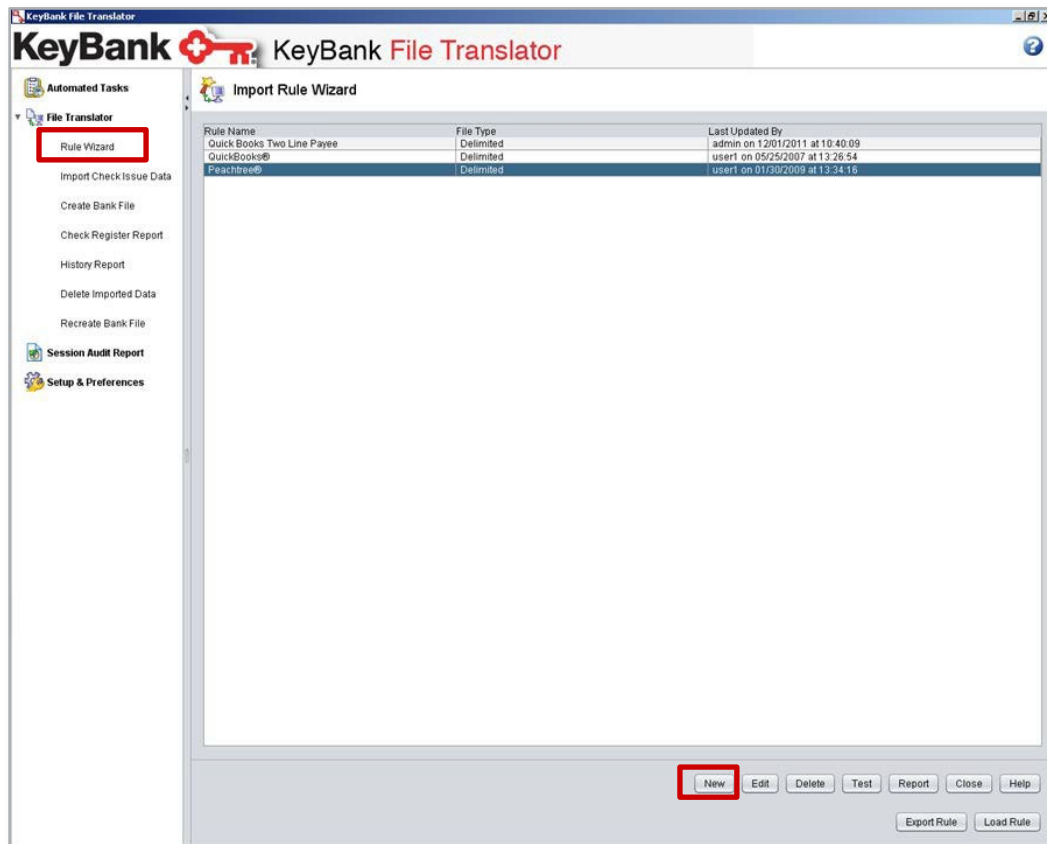 KeyBank File Translator
KeyBank KeyBank File Translator
Automated Tasks
File Translator
Rule Wizard
Import Check Issue Data
Create Bank File
Check Register Report
History Report
Delete Imported Data
Recreate Bank File
Session Audit Report
Setup & Preferences
Import Rule Wizard
Rule Name File Type Last Updated By
Quick Books Two Line Payee Delimited admin on 12/01/2011 at 10:40:09
QuickBooks® Delimited user1 on 05/25/2007 at 13:26:54
Peachtree® Delimited user1 on 01/30/2009 at 13:34:16
New Edit Delete Test Report Close Help
Export Rule Load Rule